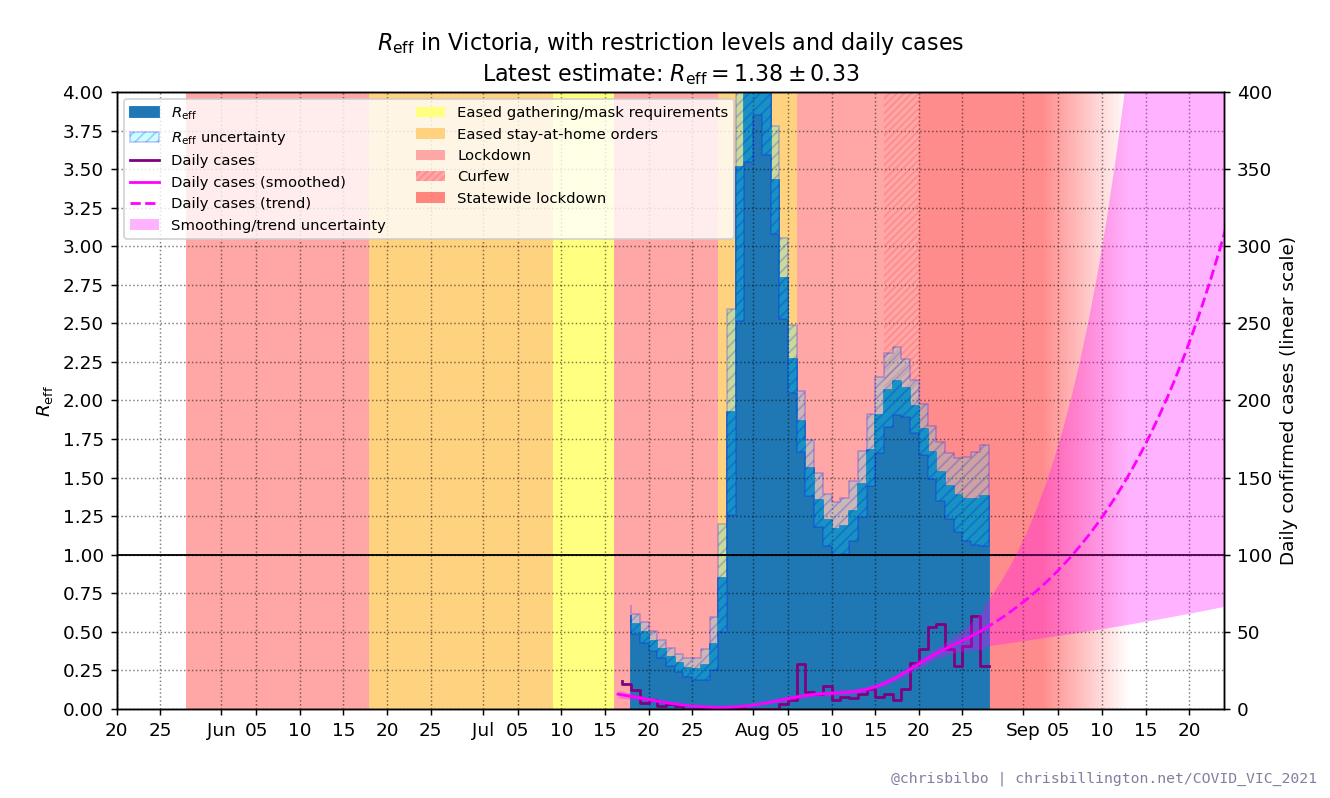 Reff in Victoria, with restriction levels and daily cases
Latest estimate: Reff = 1.38 ± 0.33
Reff
Reff uncertainty
Daily cases
Daily cases (smoothed)
Daily cases (trend)
Smoothing/trend uncertainty
Eased gathering/mask requirements
Eased stay-at-home orders
Lockdown
Curfew
Statewide lockdown
4.00
3.75
3.50
3.25
3.00
2.75
2.50
2.25
2.00
1.75
1.50
1.25
1.00
0.75
0.50
0.25
0.00
Reff
400
350
300
250
200
150
100
50
0
Daily confirmed cases (linear scale)
20 25 Jun 05 10 15 20 25 Jul 05 10 15 20 25 Aug 05 10 15 20 25 Sep 05 10 15 20
@chrisbilbo | chrisbillington.net/COVID_VIC_2021